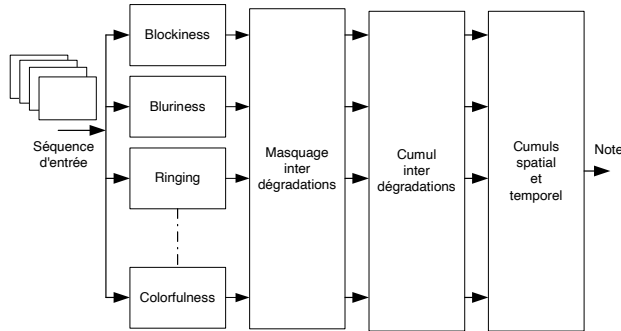 Séquence
d'entrée
Blockiness
Bluriness
Ringing
Colorfulness
Masquage
inter
dégradations
Cumul
inter
dégradations
Cumuls
spatial
et
temporel
Note